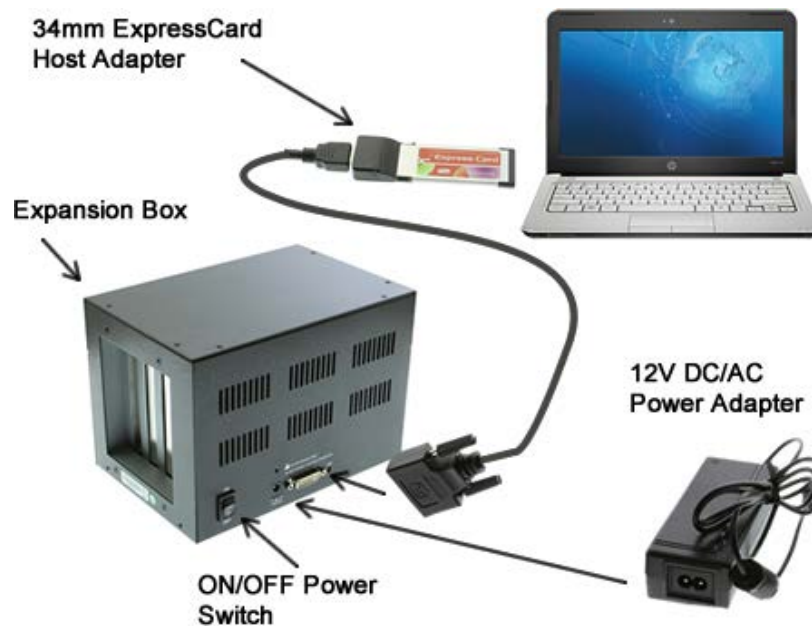 34mm ExpressCard
Host Adapter
Express Card
Expansion Box
12V DC/AC
Power Adapter
ON/OFF Power
Switch